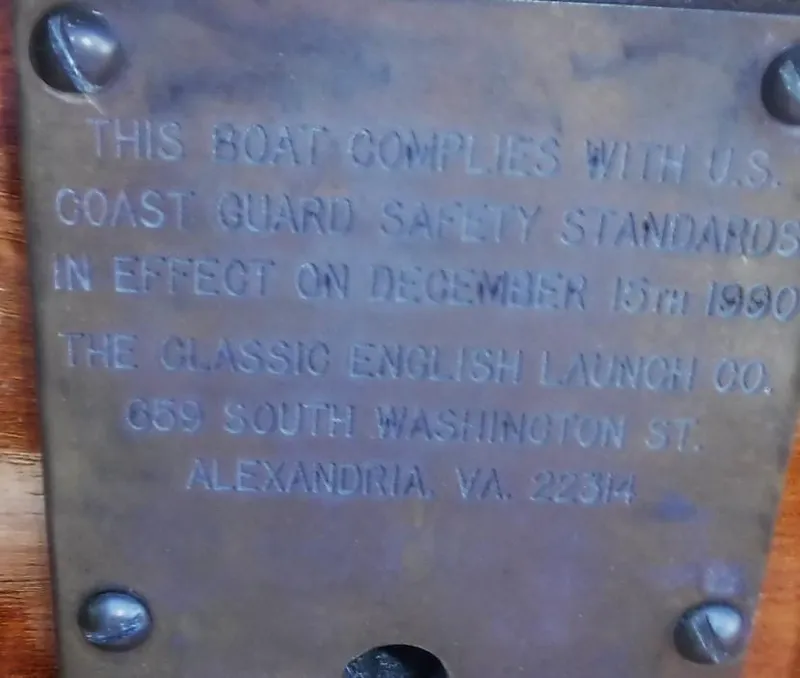 THIS BOAT COMPLIES WITH U.S.
COAST GUARD SAFETY STANDARDS
IN EFFECT ON DECEMBER 15TH 1990
THE CLASSIC ENGLISH LAUNCH CO.
659 SOUTH WASHINGTON ST.
ALEXANDRIA, VA. 22314